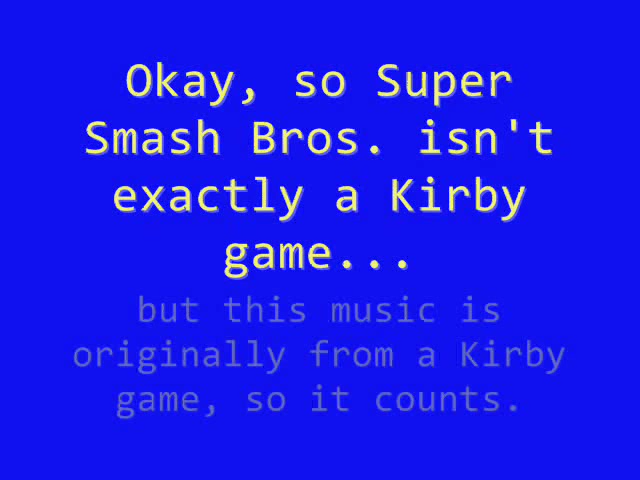 Okay, so Super
Smash Bros. isn't
exactly a Kirby
game...
but this music is
originally from a Kirby
game, so it counts.